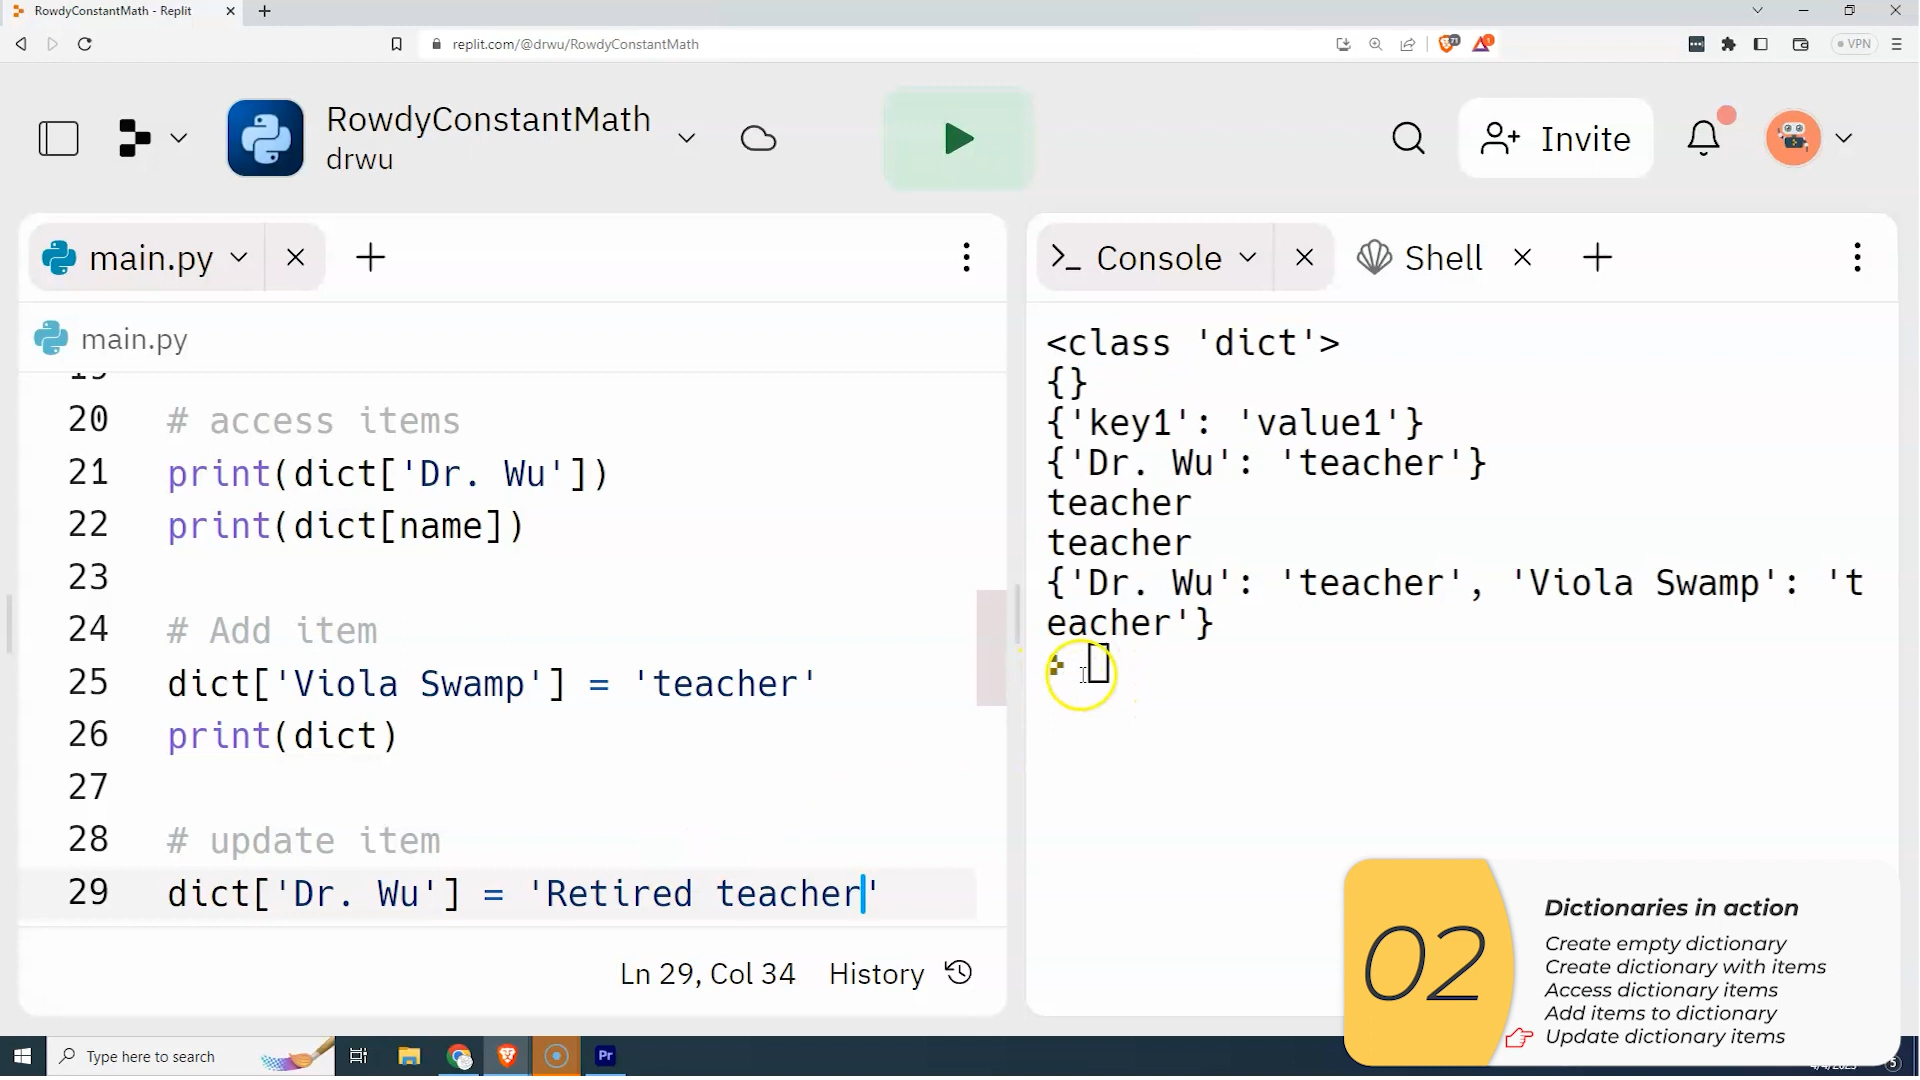 RowdyConstantMath - Replit
replit.com/@drwu/RowdyConstantMath
VPN
RowdyConstantMath
drwu
Invite
main.py
Console
Shell
main.py
20 # access items
21 print(dict['Dr. Wu'])
22 print(dict[name])
23
24 # Add item
25 dict['Viola Swamp'] = 'teacher'
26 print(dict)
27
28 # update item
29 dict['Dr. Wu'] = 'Retired teacher'
Ln 29, Col 34 History
<class 'dict'>
{}
{'key1': 'value1'}
{'Dr. Wu': 'teacher'}
teacher
teacher
{'Dr. Wu': 'teacher', 'Viola Swamp': 't
eacher'}
02
Dictionaries in action
Create empty dictionary
Create dictionary with items
Access dictionary items
Add items to dictionary
Update dictionary items
Type here to search
Pr